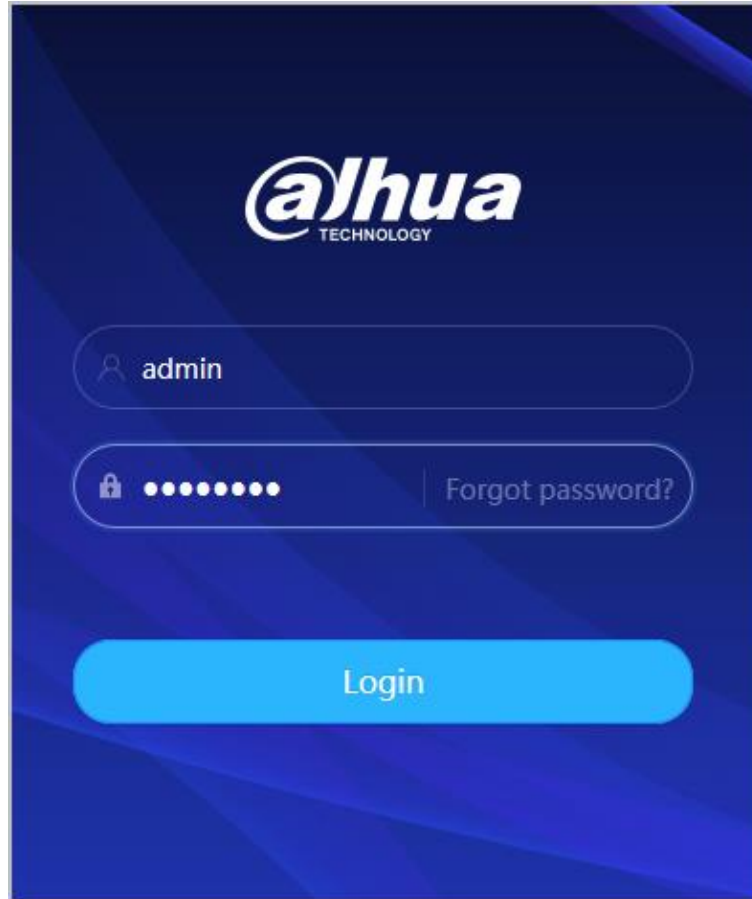 alhua
TECHNOLOGY
admin
••••••••
Forgot password?
Login